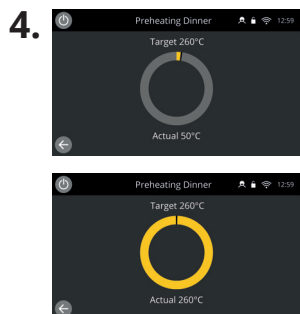 4.
Preheating Dinner 12:59
Target 260°C
Actual 50°C
Preheating Dinner 12:59
Target 260°C
Actual 260°C